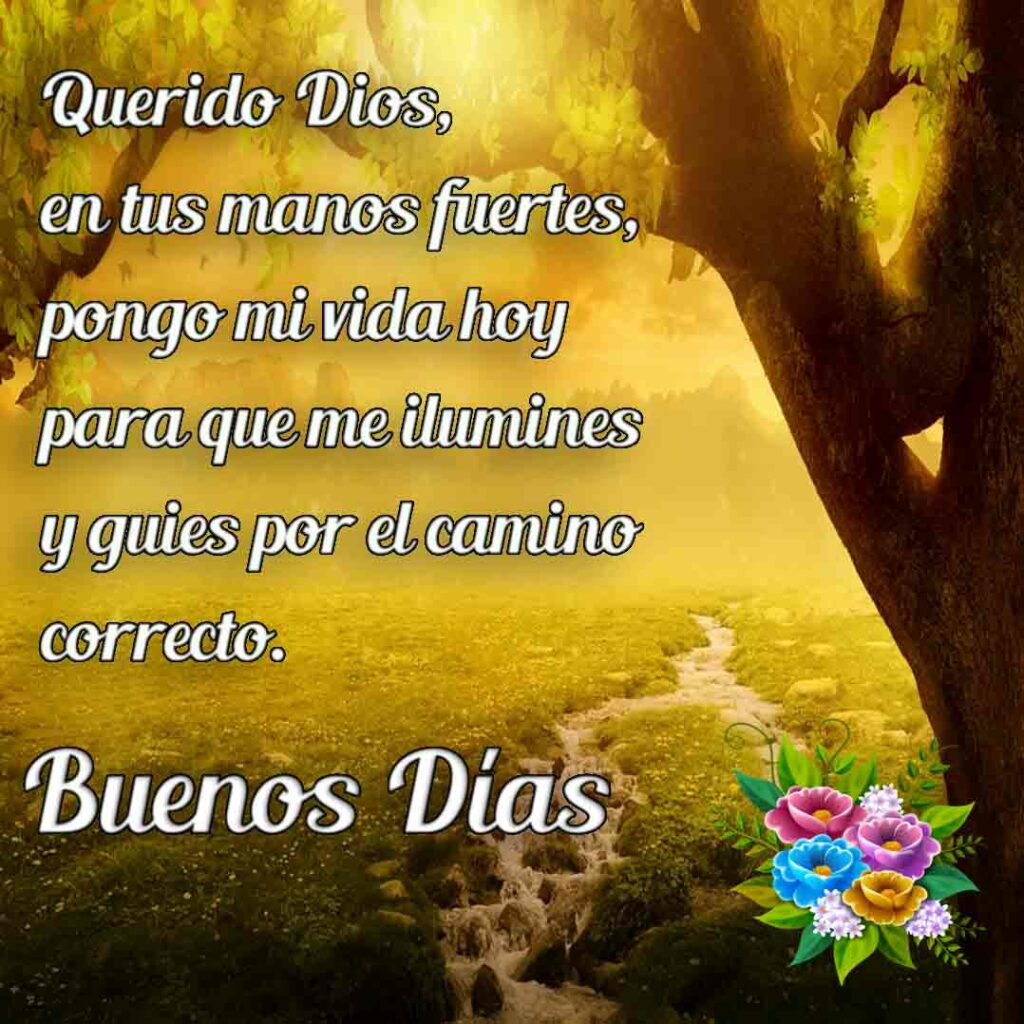 Querido Dios,
en tus manos fuertes,
pongo mi vida hoy
para que me ilumines
y guies por el camino
correcto.
Buenos Días